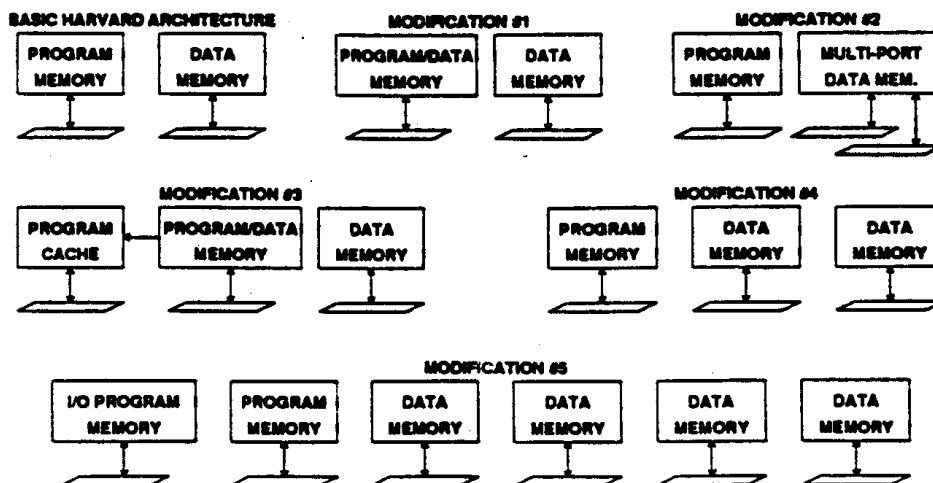 BASIC HARVARD ARCHITECTURE
PROGRAM
MEMORY
DATA
MEMORY
MODIFICATION #1
PROGRAM/DATA
MEMORY
DATA
MEMORY
MODIFICATION #2
PROGRAM
MEMORY
MULTI-PORT
DATA MEM.
MODIFICATION #3
PROGRAM
CACHE
PROGRAM/DATA
MEMORY
DATA
MEMORY
MODIFICATION #4
PROGRAM
MEMORY
DATA
MEMORY
DATA
MEMORY
MODIFICATION #5
I/O PROGRAM
MEMORY
PROGRAM
MEMORY
DATA
MEMORY
DATA
MEMORY
DATA
MEMORY
DATA
MEMORY